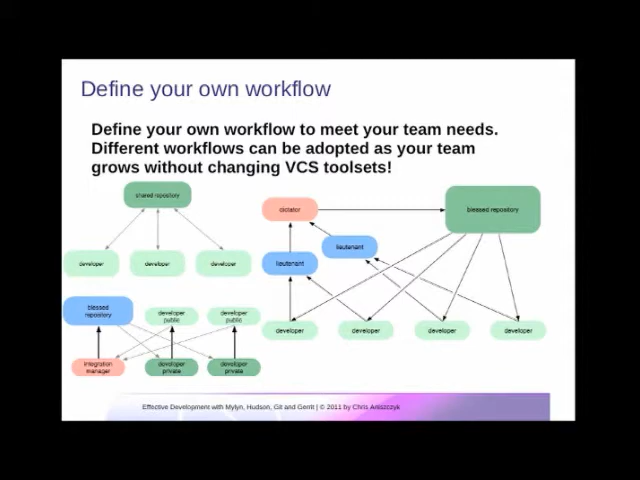 Define your own workflow
Define your own workflow to meet your team needs.
Different workflows can be adopted as your team
grows without changing VCS toolsets!
shared repository
developer
developer
developer
dictator
blessed repository
lieutenant
lieutenant
developer
developer
developer
developer
blessed
repository
developer
public
developer
public
integration
manager
developer
private
developer
private
Effective Development with Mylyn, Hudson, Git and Gerrit | © 2011 by Chris Aniszczyk